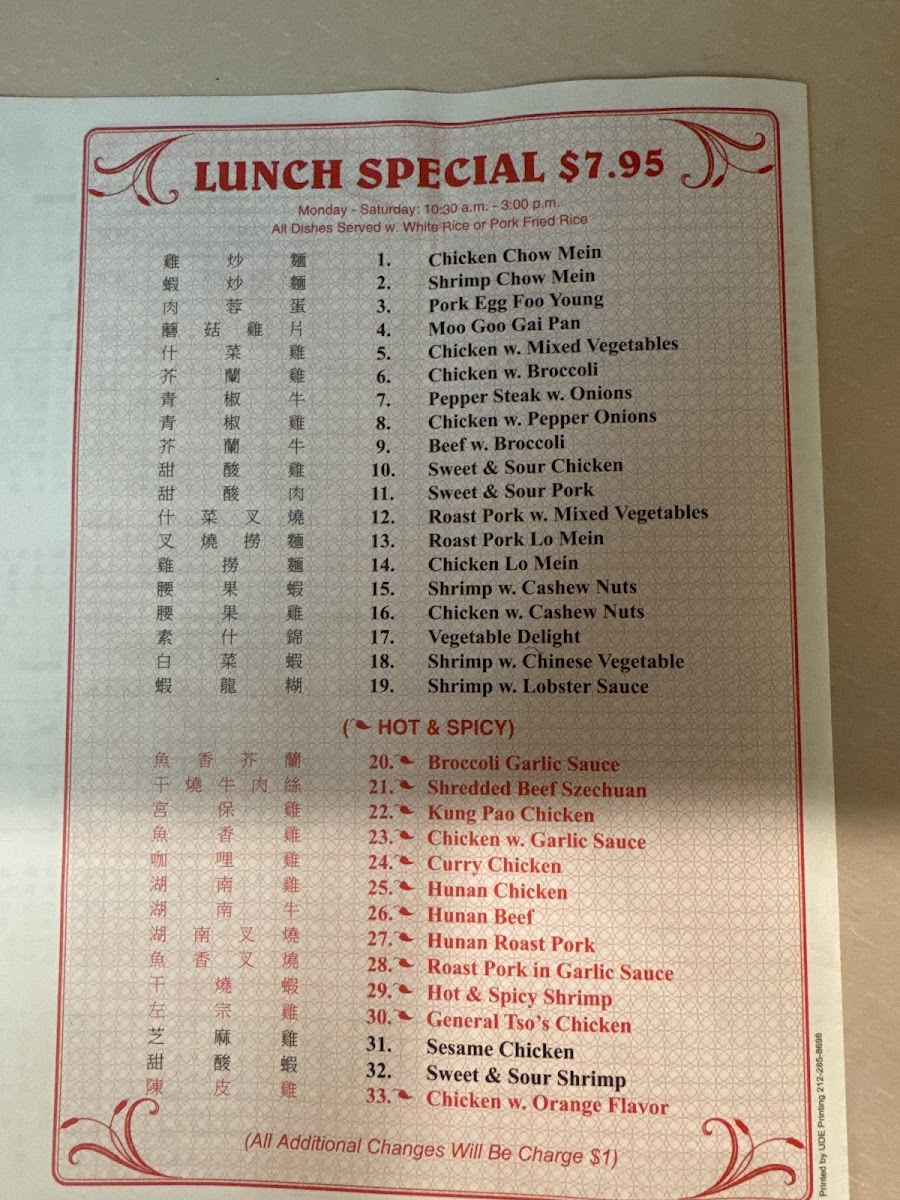 LUNCH SPECIAL $7.95
Monday - Saturday: 10:30 a.m. - 3:00 p.m.
All Dishes Served w. White Rice or Pork Fried Rice
雞炒麵 1. Chicken Chow Mein
蝦炒麵 2. Shrimp Chow Mein
肉蓉蛋 3. Pork Egg Foo Young
蘑菇雞片 4. Moo Goo Gai Pan
什菜雞 5. Chicken w. Mixed Vegetables
芥蘭雞 6. Chicken w. Broccoli
青椒牛 7. Pepper Steak w. Onions
青椒雞 8. Chicken w. Pepper Onions
芥蘭牛 9. Beef w. Broccoli
甜酸雞 10. Sweet & Sour Chicken
甜酸肉 11. Sweet & Sour Pork
什菜叉燒 12. Roast Pork w. Mixed Vegetables
叉燒撈麵 13. Roast Pork Lo Mein
雞撈麵 14. Chicken Lo Mein
腰果蝦 15. Shrimp w. Cashew Nuts
腰果雞 16. Chicken w. Cashew Nuts
素什錦 17. Vegetable Delight
白菜蝦 18. Shrimp w. Chinese Vegetable
蝦龍糊 19. Shrimp w. Lobster Sauce
( HOT & SPICY)
魚香芥蘭 20. Broccoli Garlic Sauce
干燒牛肉絲 21. Shredded Beef Szechuan
宮保雞 22. Kung Pao Chicken
魚香雞 23. Chicken w. Garlic Sauce
咖哩雞 24. Curry Chicken
湖南雞 25. Hunan Chicken
湖南牛 26. Hunan Beef
湖南叉燒 27. Hunan Roast Pork
魚香叉燒 28. Roast Pork in Garlic Sauce
干燒蝦 29. Hot & Spicy Shrimp
左宗雞 30. General Tso's Chicken
芝麻雞 31. Sesame Chicken
甜酸蝦 32. Sweet & Sour Shrimp
陳皮雞 33. Chicken w. Orange Flavor
(All Additional Changes Will Be Charge $1)
Printed by UDE Printing 212-285-8698